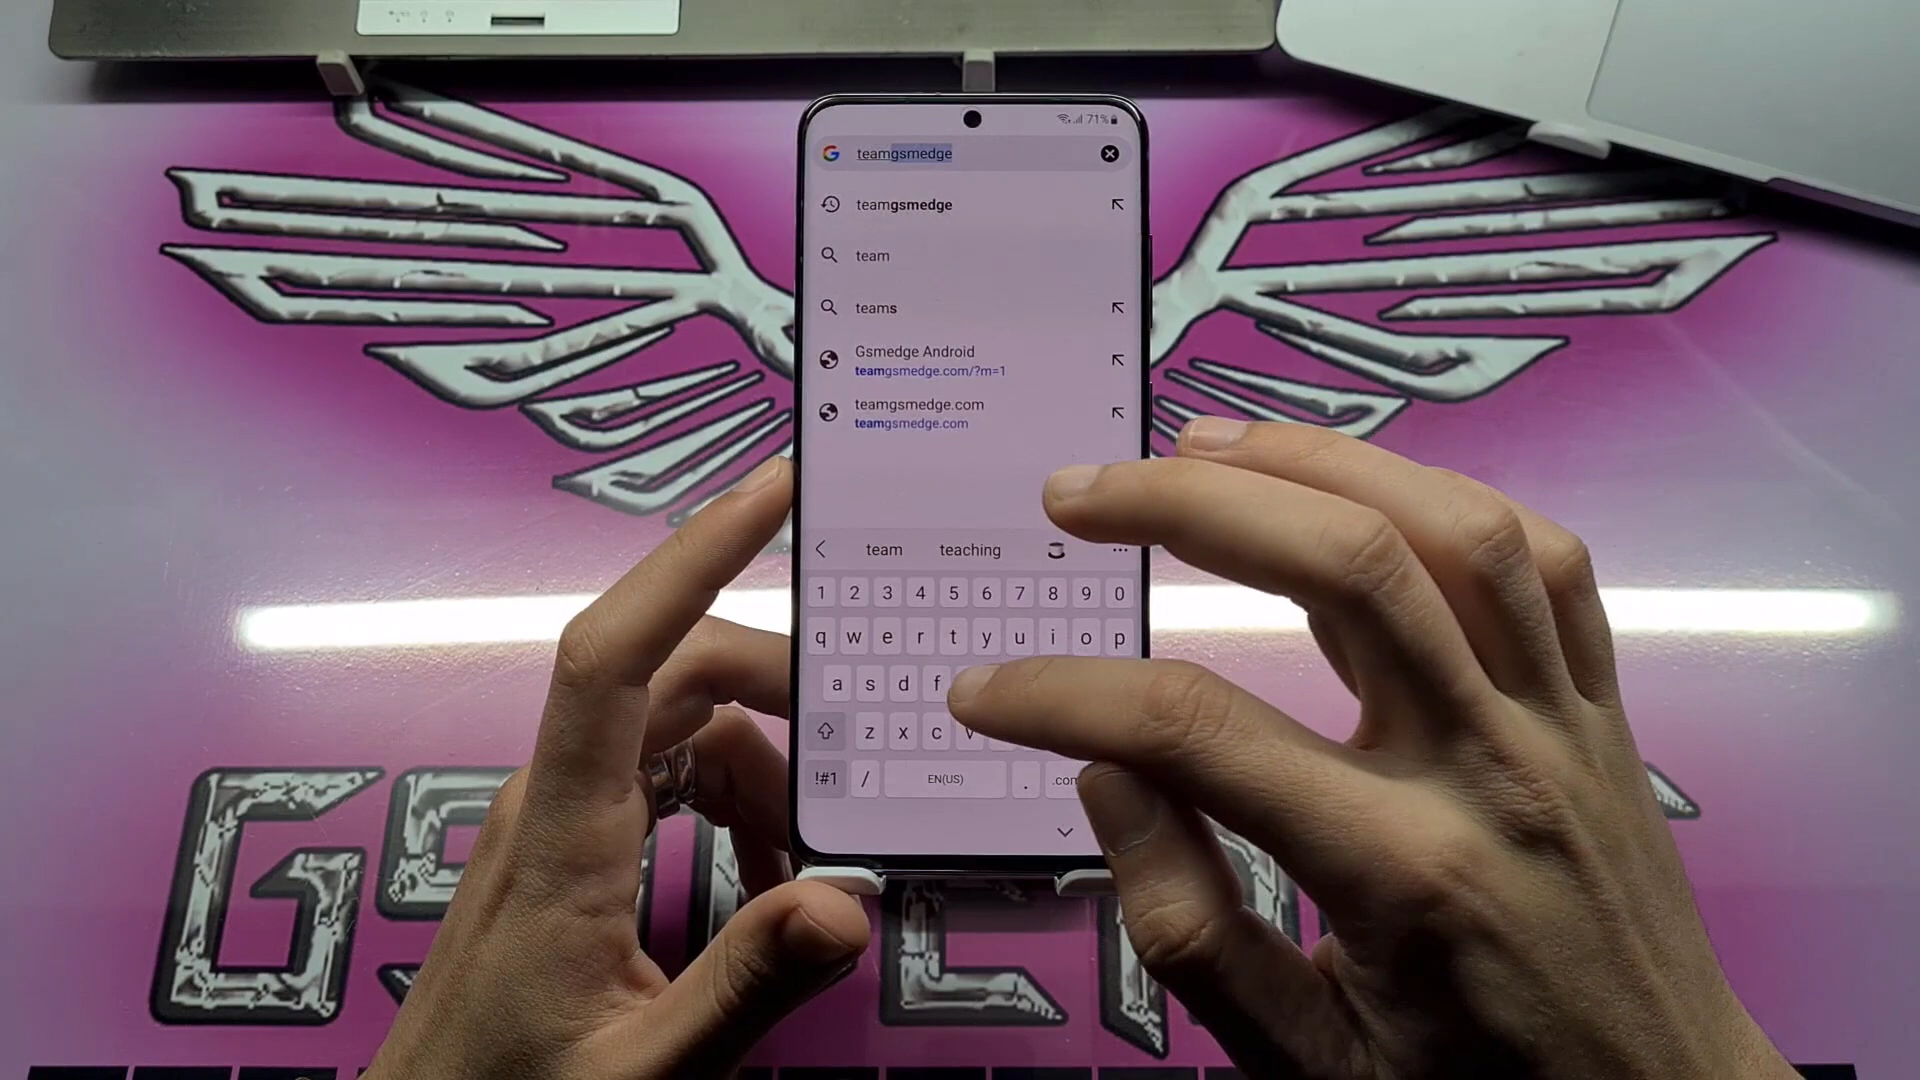 71%
teamgsmedge
teamgsmedge
team
teams
Gsmedge Android
teamgsmedge.com/?m=1
teamgsmedge.com
teamgsmedge.com
team teaching
1 2 3 4 5 6 7 8 9 0
q w e r t y u i o p
a s d f
z x c v
!#1 / EN(US) . .com